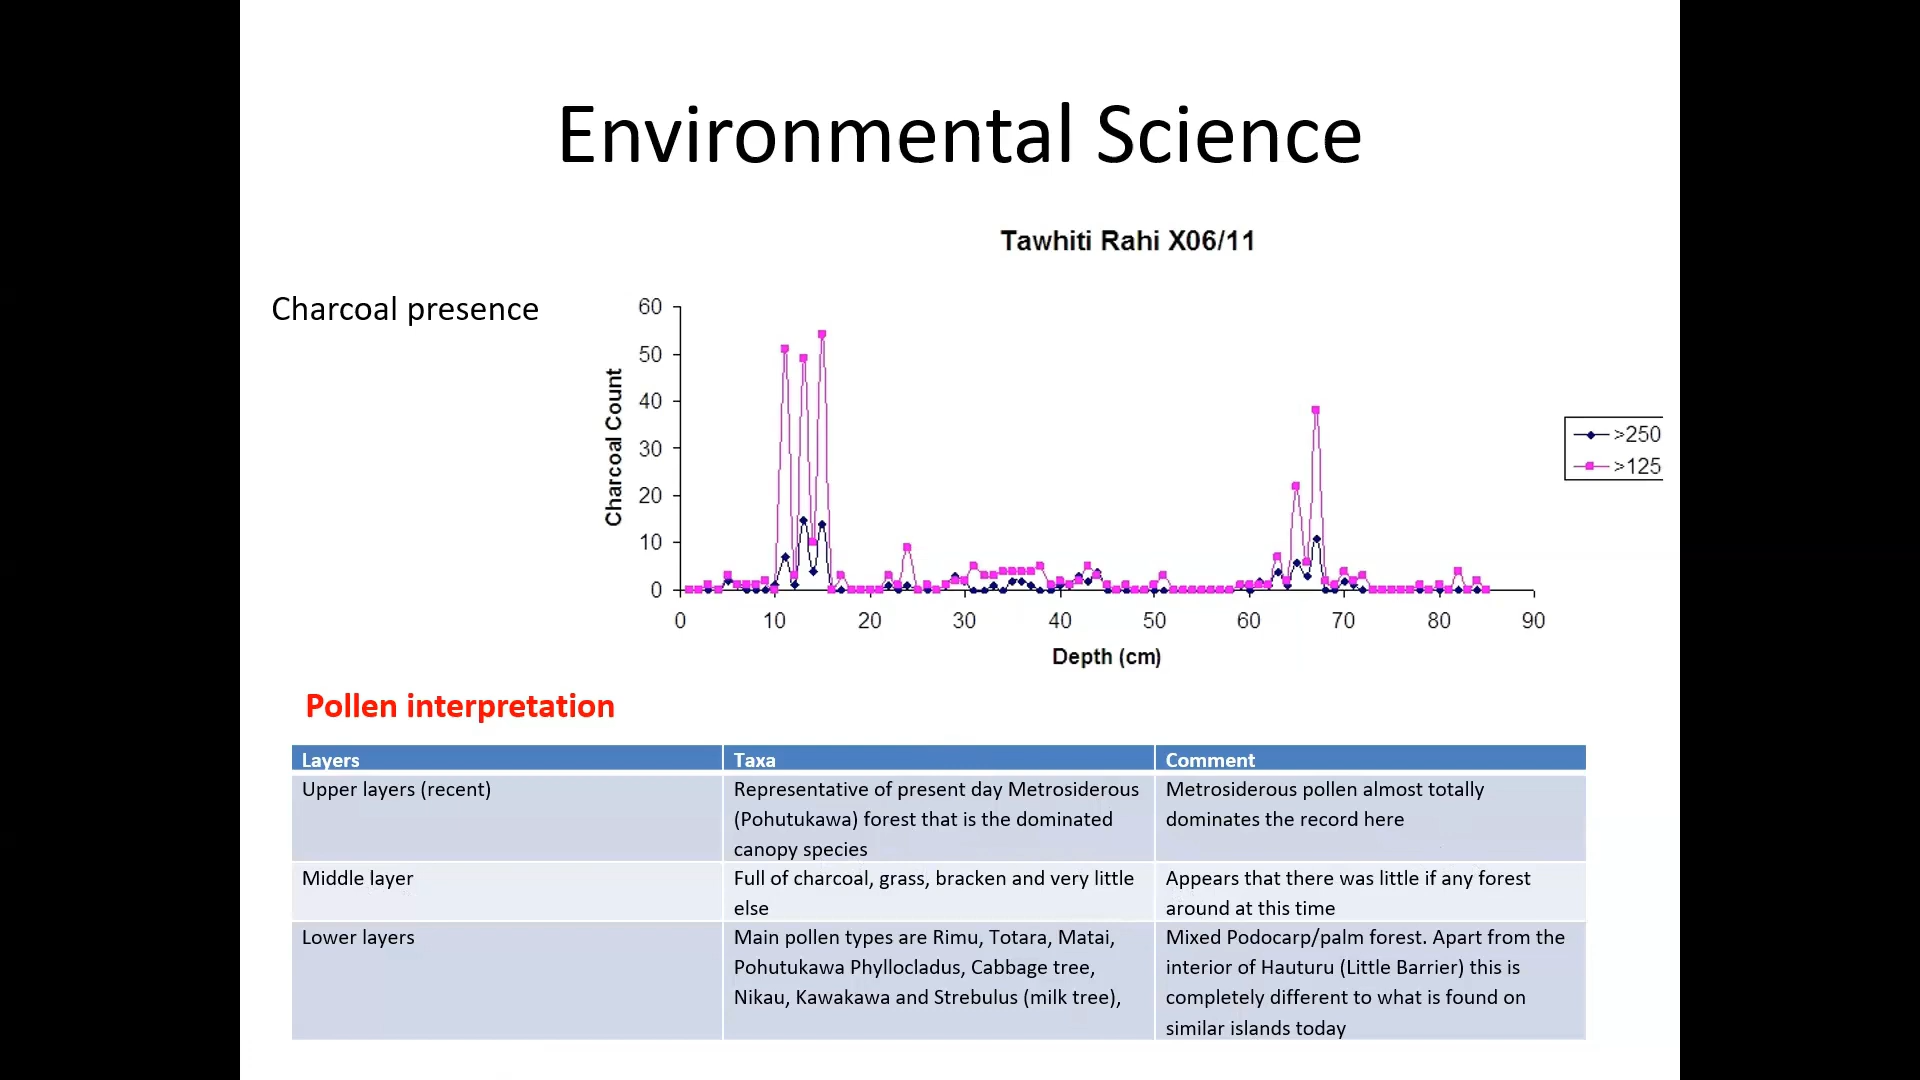 Environmental Science
Tawhiti Rahi X06/11
Charcoal presence
60
50
40
30
20
10
0
Charcoal Count
0 10 20 30 40 50 60 70 80 90
Depth (cm)
>250
>125
Pollen interpretation
Layers Taxa Comment
Upper layers (recent)
Representative of present day Metrosiderous
(Pohutukawa) forest that is the dominated
canopy species
Metrosiderous pollen almost totally
dominates the record here
Middle layer
Full of charcoal, grass, bracken and very little
else
Appears that there was little if any forest
around at this time
Lower layers
Main pollen types are Rimu, Totara, Matai,
Pohutukawa Phyllocladus, Cabbage tree,
Nikau, Kawakawa and Strebulus (milk tree),
Mixed Podocarp/palm forest. Apart from the
interior of Hauturu (Little Barrier) this is
completely different to what is found on
similar islands today